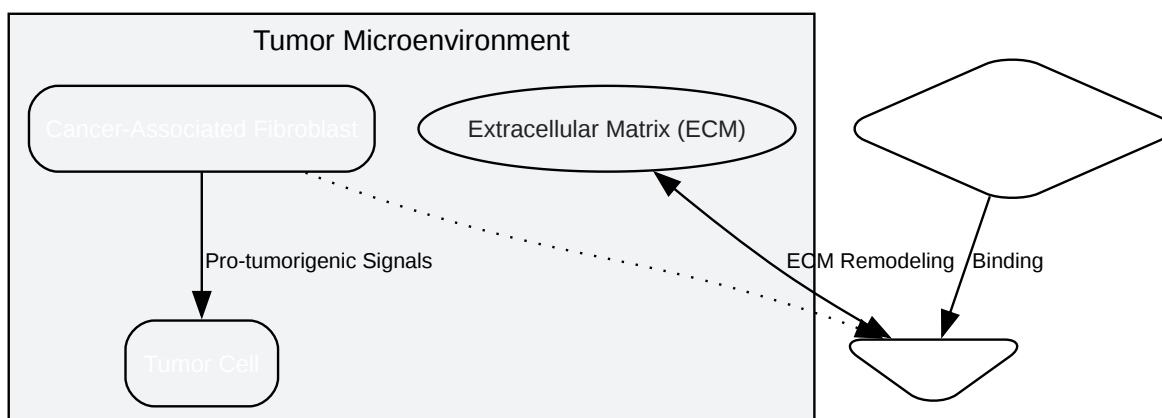 Tumor Microenvironment
Cancer-Associated Fibroblast
Extracellular Matrix (ECM)
Pro-tumorigenic Signals
ECM Remodeling
Binding
Tumor Cell